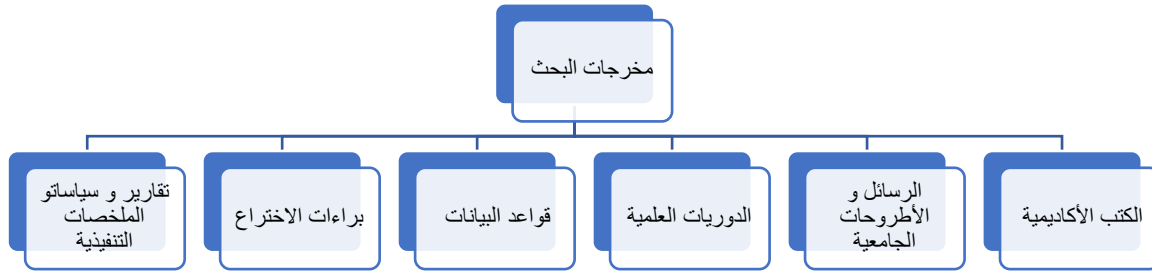 مخرجات البحث
الكتب الأكاديمية
الرسائل و
الأطروحات
الجامعية
الدوريات العلمية
قواعد البيانات
براءات الاختراع
تقارير و سياساتو
الملخصات
التنفيذية